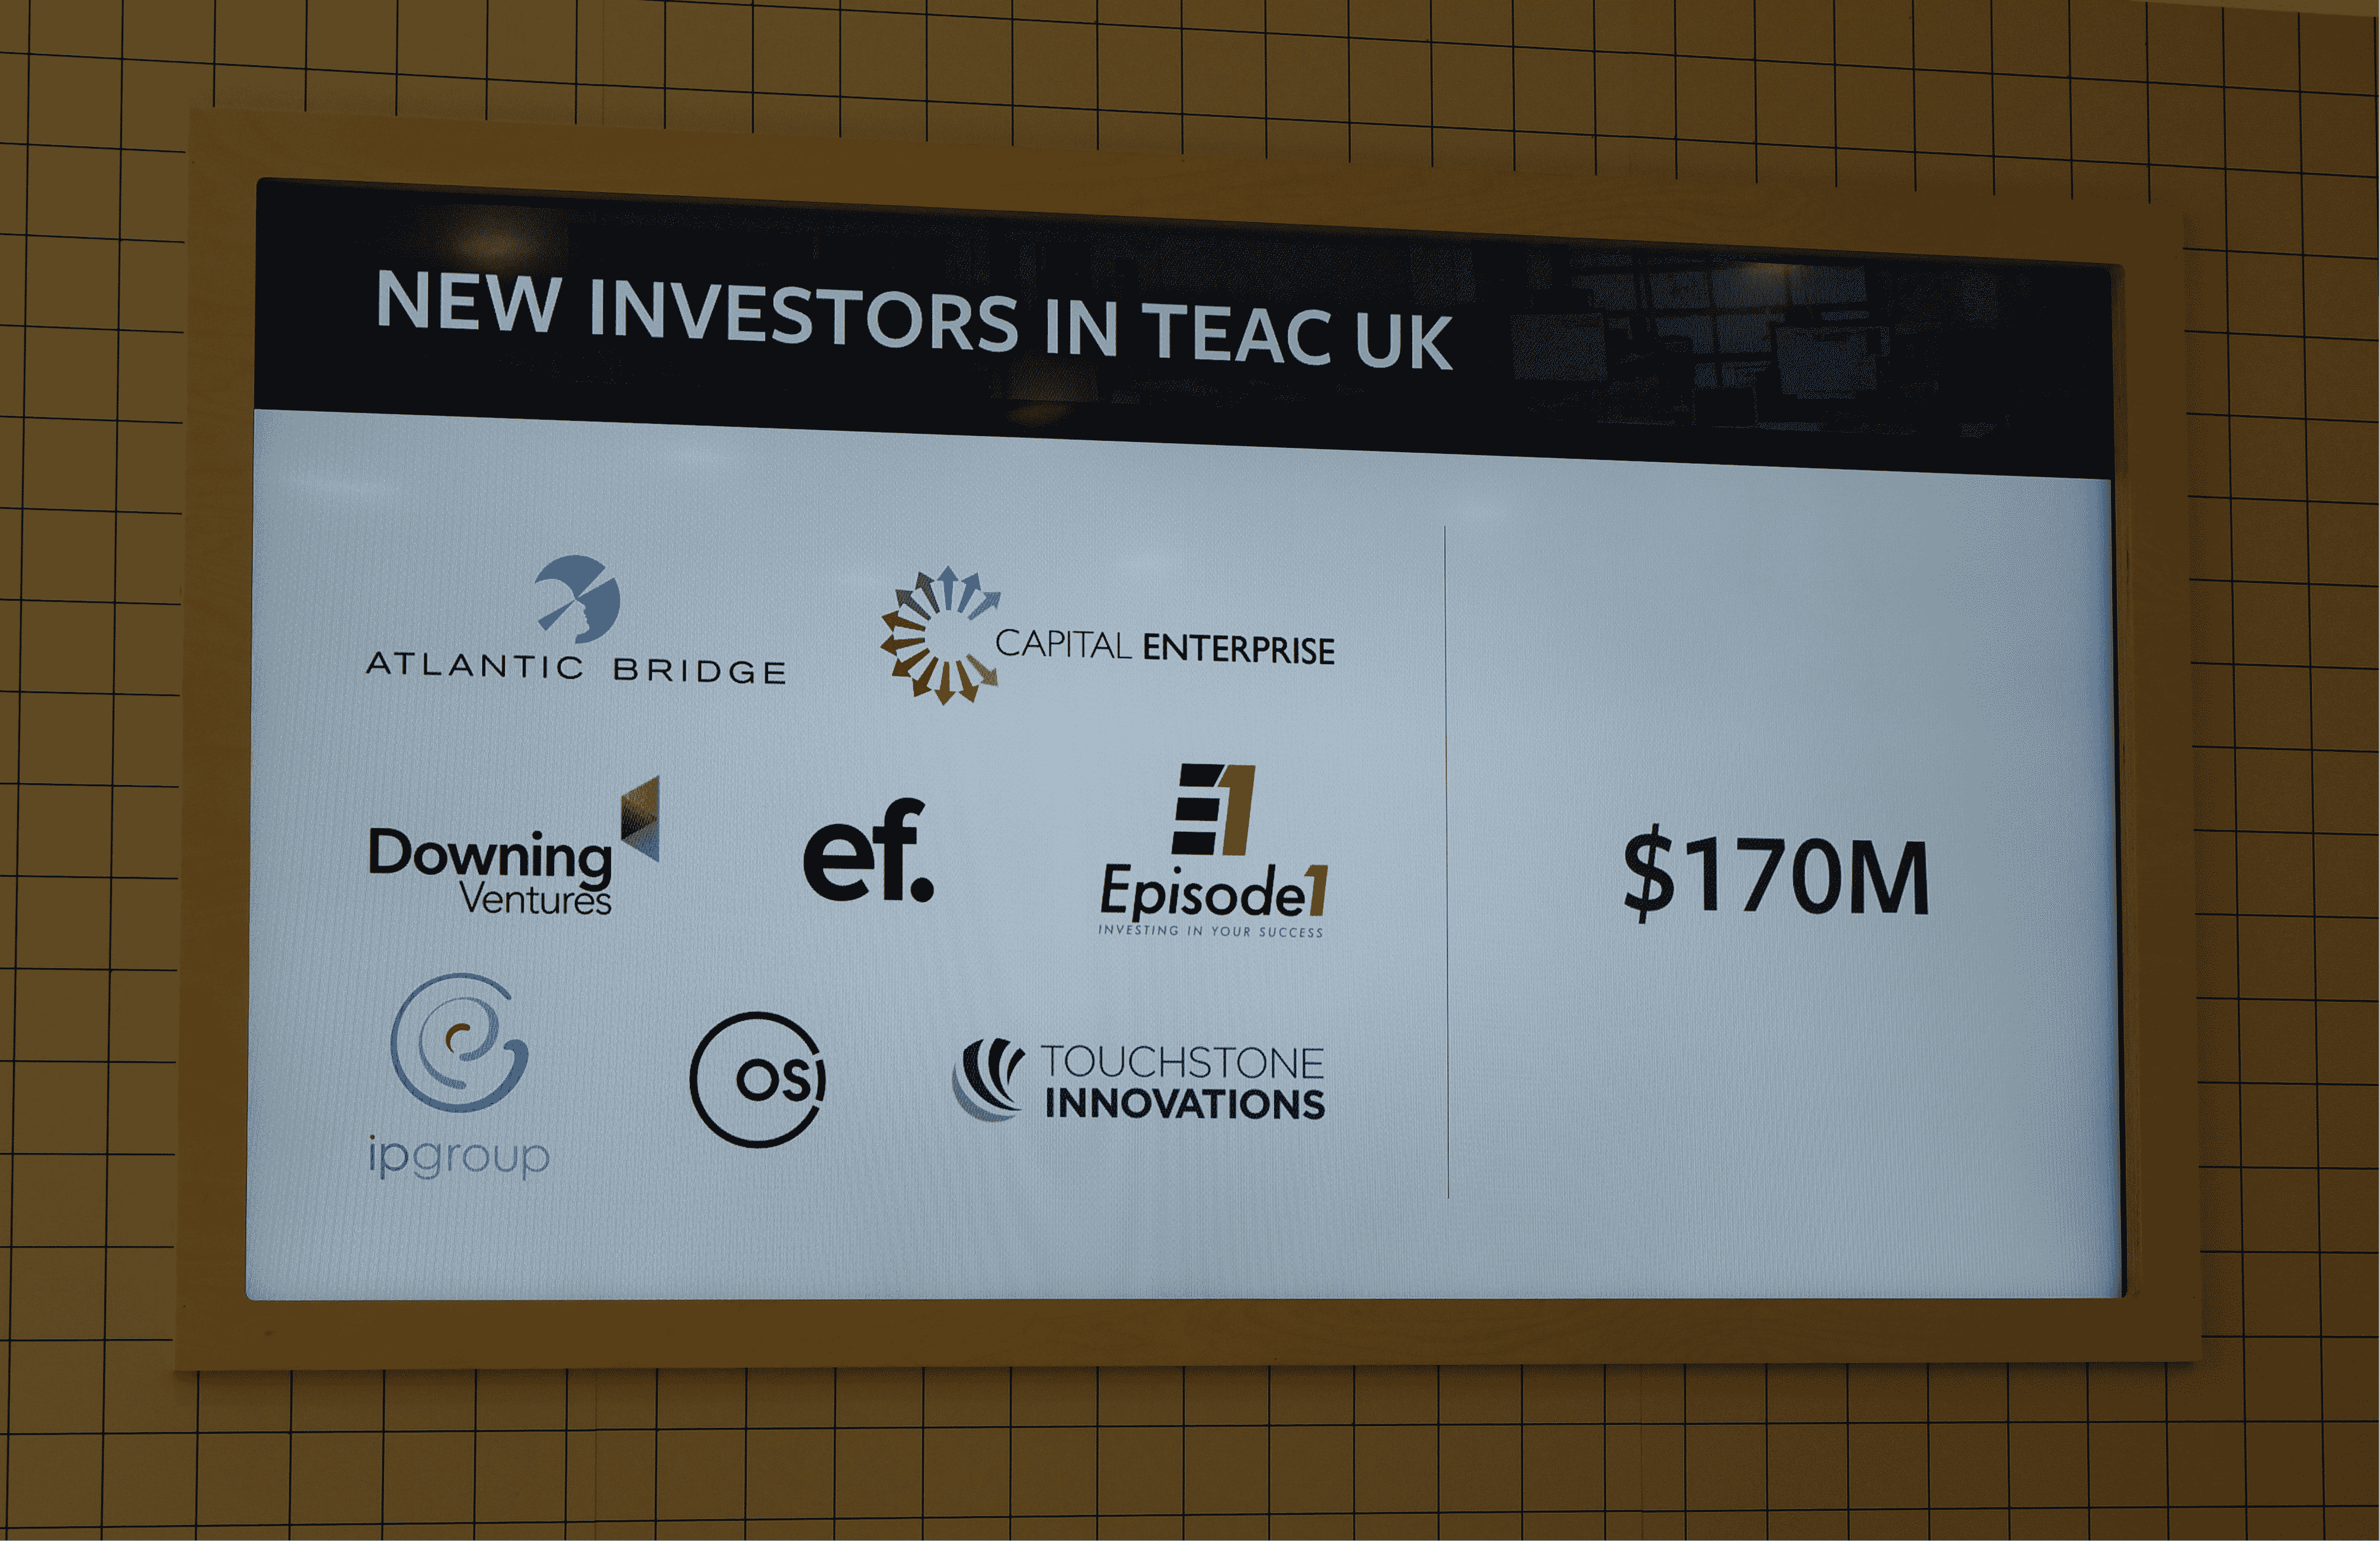 NEW INVESTORS IN TEAC UK
ATLANTIC BRIDGE
CAPITAL ENTERPRISE
Downing
Ventures
ef.
E1
Episode1
INVESTING IN YOUR SUCCESS
$170M
ipgroup
OSI
TOUCHSTONE
INNOVATIONS